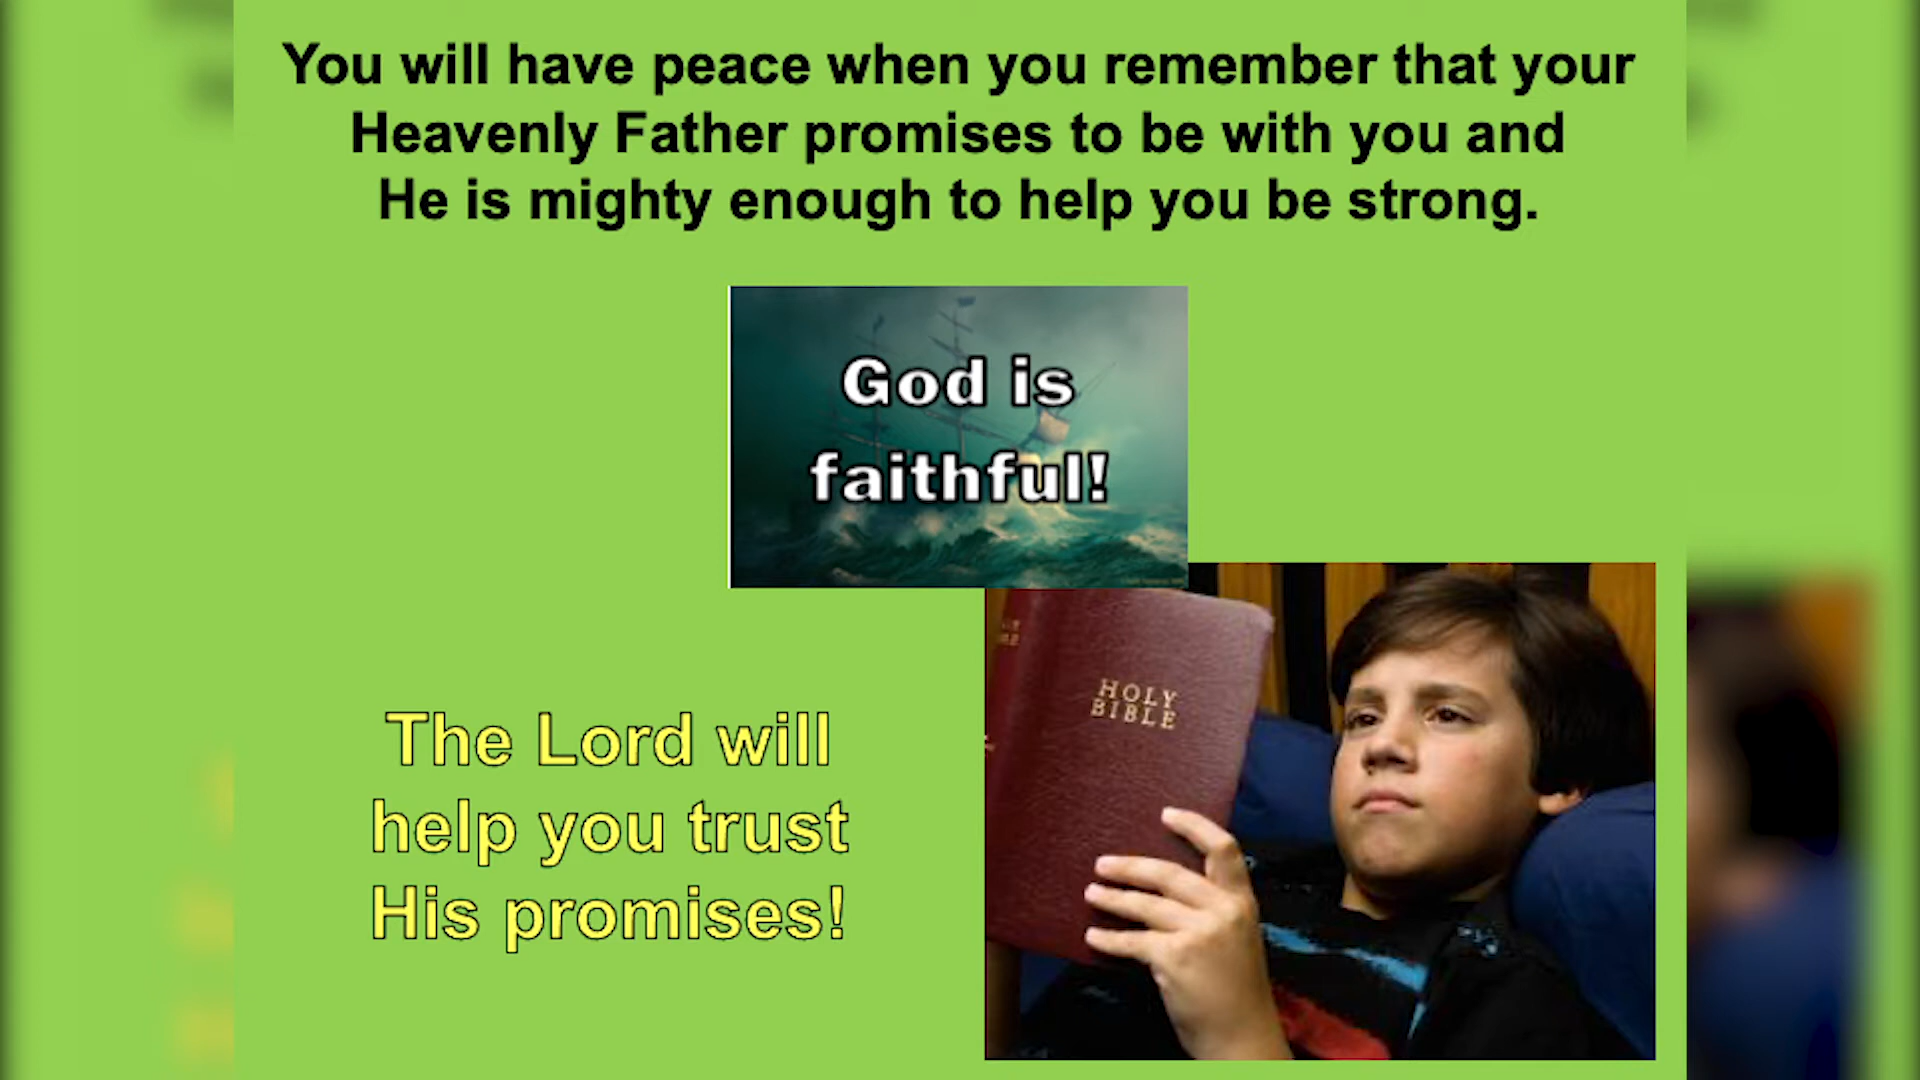 You will have peace when you remember that your
Heavenly Father promises to be with you and
He is mighty enough to help you be strong.
God is
faithful!
HOLY
BIBLE
The Lord will
help you trust
His promises!